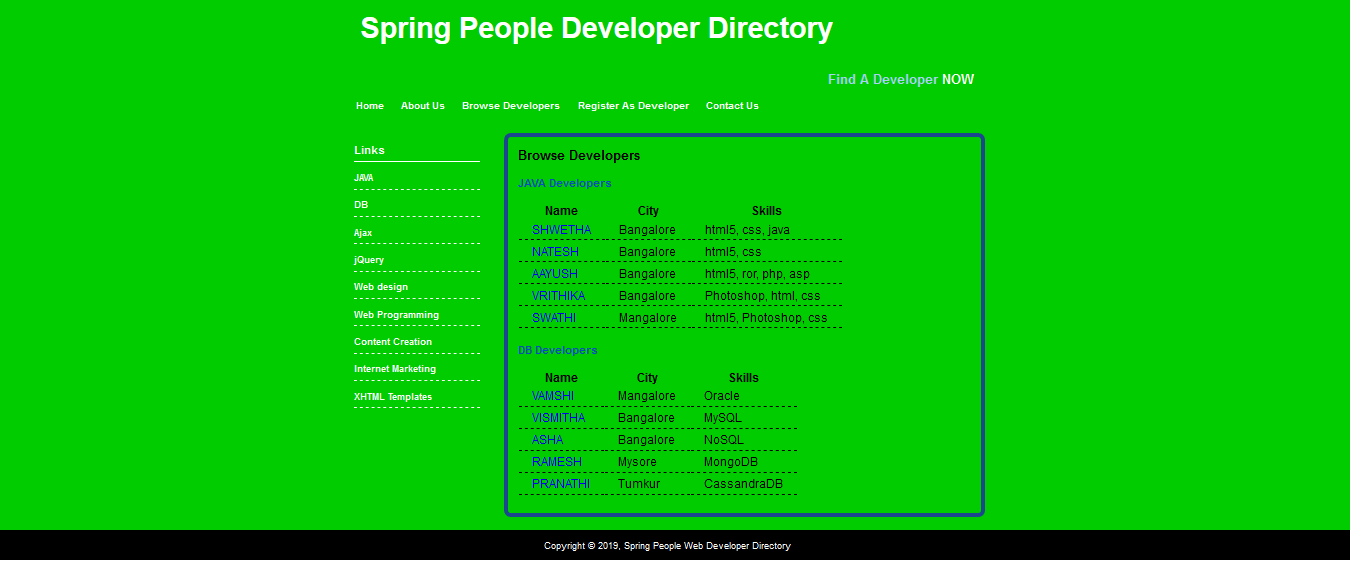 Spring People Developer Directory
Find A Developer NOW
Home About Us Browse Developers Register As Developer Contact Us
Links
JAVA
DB
Ajax
jQuery
Web design
Web Programming
Content Creation
Internet Marketing
XHTML Templates
Browse Developers
JAVA Developers
Name City Skills
SHWETHA Bangalore html5, css, java
NATESH Bangalore html5, css
AAYUSH Bangalore html5, ror, php, asp
VRITHIKA Bangalore Photoshop, html, css
SWATHI Mangalore html5, Photoshop, css
DB Developers
Name City Skills
VAMSHI Mangalore Oracle
VISMITHA Bangalore MySQL
ASHA Bangalore NoSQL
RAMESH Mysore MongoDB
PRANATHI Tumkur CassandraDB
Copyright © 2019, Spring People Web Developer Directory